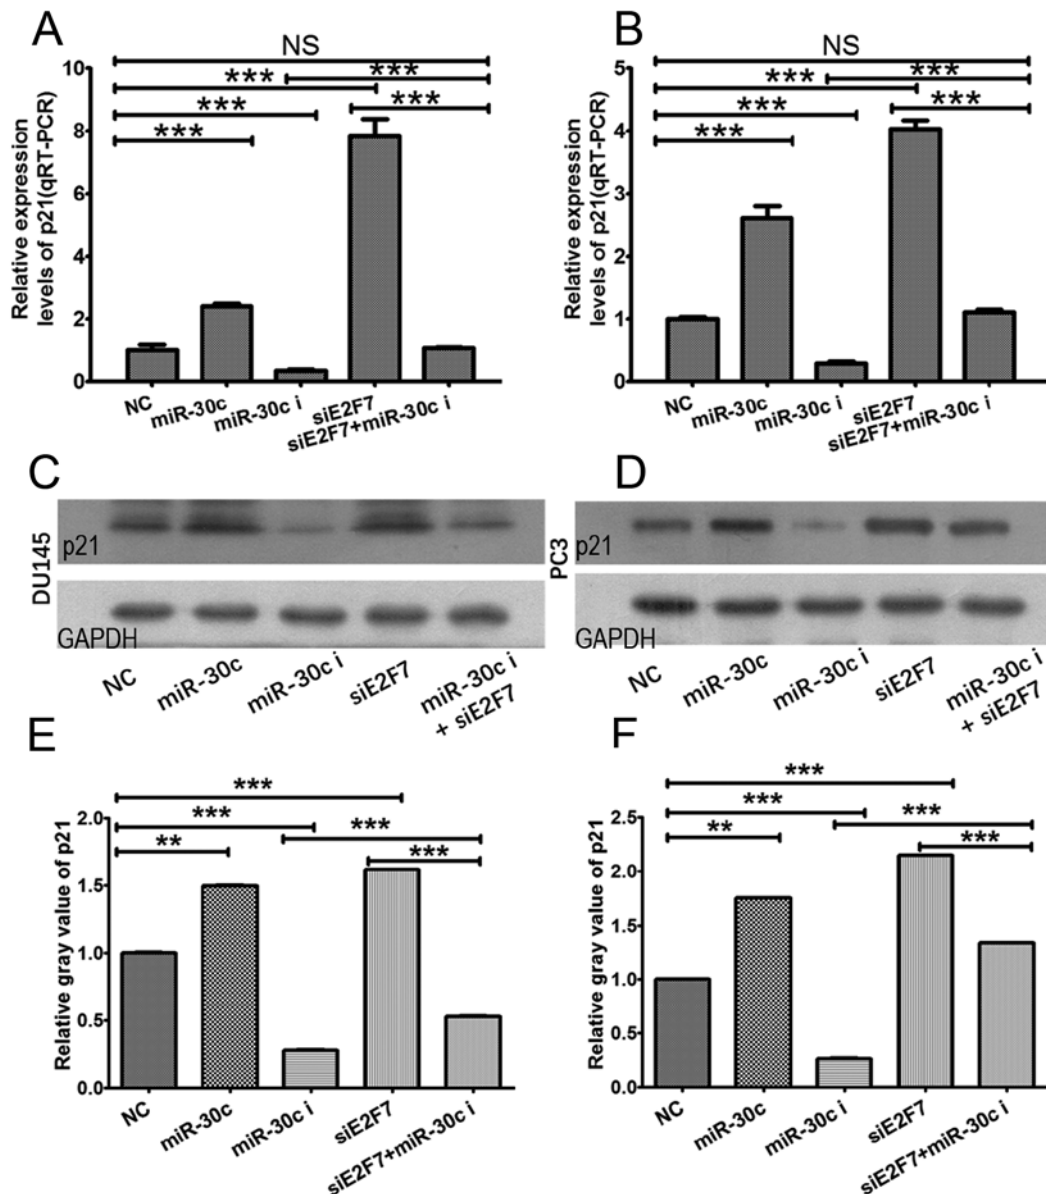 A
NS
***
***
***
***
***
Relative expression
levels of p21(qRT-PCR)
10
8
6
4
2
0
NC
miR-30c
miR-30c i
siE2F7
siE2F7+miR-30c i
B
NS
***
***
***
***
***
Relative expression
levels of p21(qRT-PCR)
5
4
3
2
1
0
NC
miR-30c
miR-30c i
siE2F7
siE2F7+miR-30c i
C
DU145
p21
GAPDH
NC
miR-30c
miR-30c i
siE2F7
miR-30c i
+ siE2F7
D
PC3
p21
GAPDH
NC
miR-30c
miR-30c i
siE2F7
miR-30c i
+ siE2F7
E
***
***
***
**
***
Relative gray value of p21
2.0
1.5
1.0
0.5
0.0
NC
miR-30c
miR-30c i
siE2F7
siE2F7+miR-30c i
F
***
***
***
**
***
Relative gray value of p21
2.5
2.0
1.5
1.0
0.5
0.0
NC
miR-30c
miR-30c i
siE2F7
siE2F7+miR-30c i